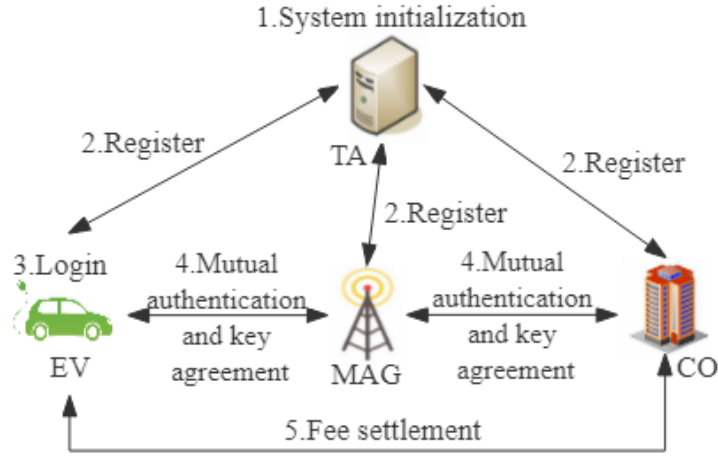 1.System initialization
TA
2.Register
2.Register
2.Register
3.Login
EV
4.Mutual
authentication
and key
agreement
MAG
4.Mutual
authentication
and key
agreement
CO
5.Fee settlement